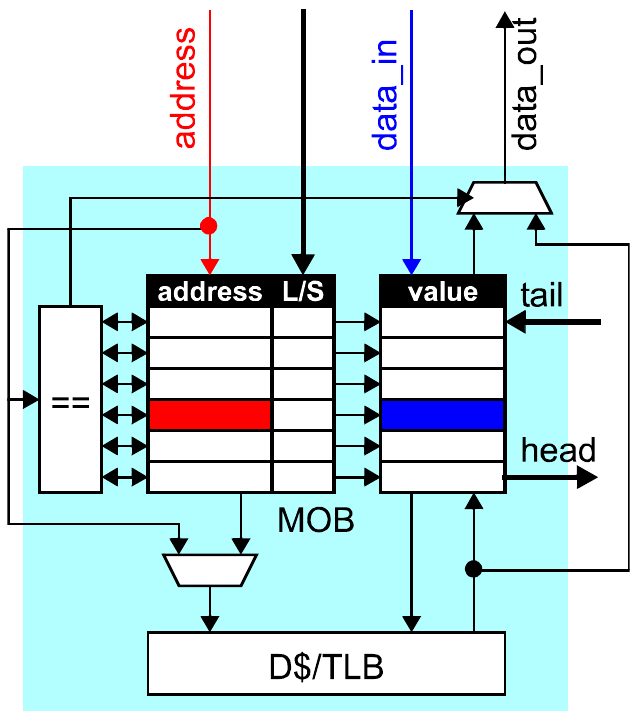 address
data_in
data_out
address L/S value
tail
==
head
MOB
D$/TLB